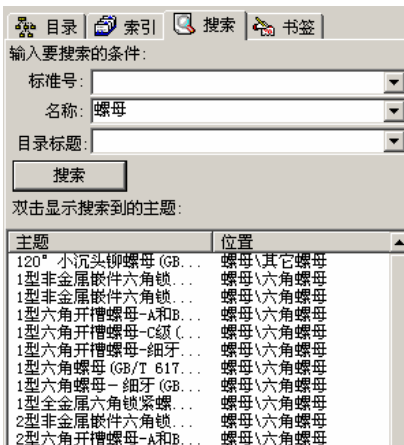 目录 索引 搜索 书签
输入要搜索的条件:
标准号:
名称: 螺母
目录标题:
搜索
双击显示搜索到的主题:
主题 位置
120° 小沉头铆螺母(GB... 螺母\其它螺母
1型非金属嵌件六角锁... 螺母\六角螺母
1型非金属嵌件六角锁... 螺母\六角螺母
1型六角开槽螺母-A和B... 螺母\六角螺母
1型六角开槽螺母-C级(... 螺母\六角螺母
1型六角开槽螺母-细牙... 螺母\六角螺母
1型六角螺母(GB/T 617... 螺母\六角螺母
1型六角螺母－细牙(GB... 螺母\六角螺母
1型全金属六角锁紧螺... 螺母\六角螺母
2型非金属嵌件六角锁... 螺母\六角螺母
2型六角开槽螺母-A和B... 螺母\六角螺母